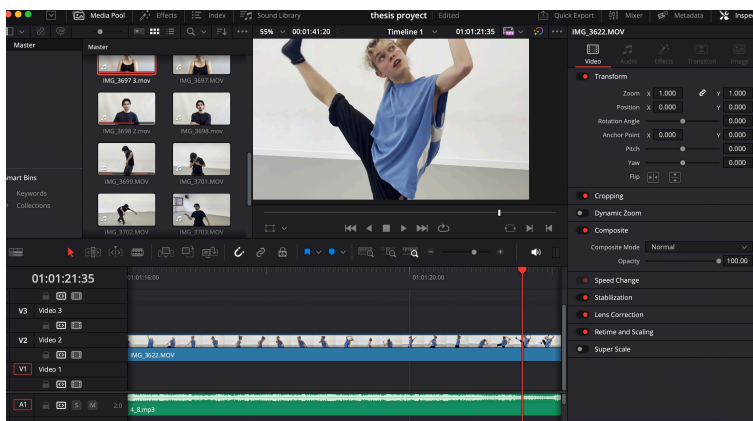 Media Pool Effects Index Sound Library thesis proyect Edited Quick Export Mixer Metadata Inspe
Master Master 55% 00:01:41:20 Timeline 1 01:01:21:35 IMG_3622.MOV
Video Audio Effects Transition Image
IMG_3697 3.mov IMG_3697.MOV
IMG_3698 2.mov IMG_3698.mov
IMG_3699.MOV IMG_3701.MOV
IMG_3702.MOV IMG_3703.MOV
mart Bins
Keywords
Collections
Transform
Zoom X 1.000 Y 1.000
Position X 0.000 Y 0.000
Rotation Angle 0.000
Anchor Point X 0.000 Y 0.000
Pitch 0.000
Yaw 0.000
Flip
Cropping
Dynamic Zoom
Composite
Composite Mode Normal
Opacity 100.00
Speed Change
Stabilization
Lens Correction
Retime and Scaling
Super Scale
01:01:21:35 01:01:16:00 01:01:20:00
V3 Video 3
V2 Video 2
IMG_3622.MOV
V1 Video 1
A1 S M 2.0
4_8.mp3